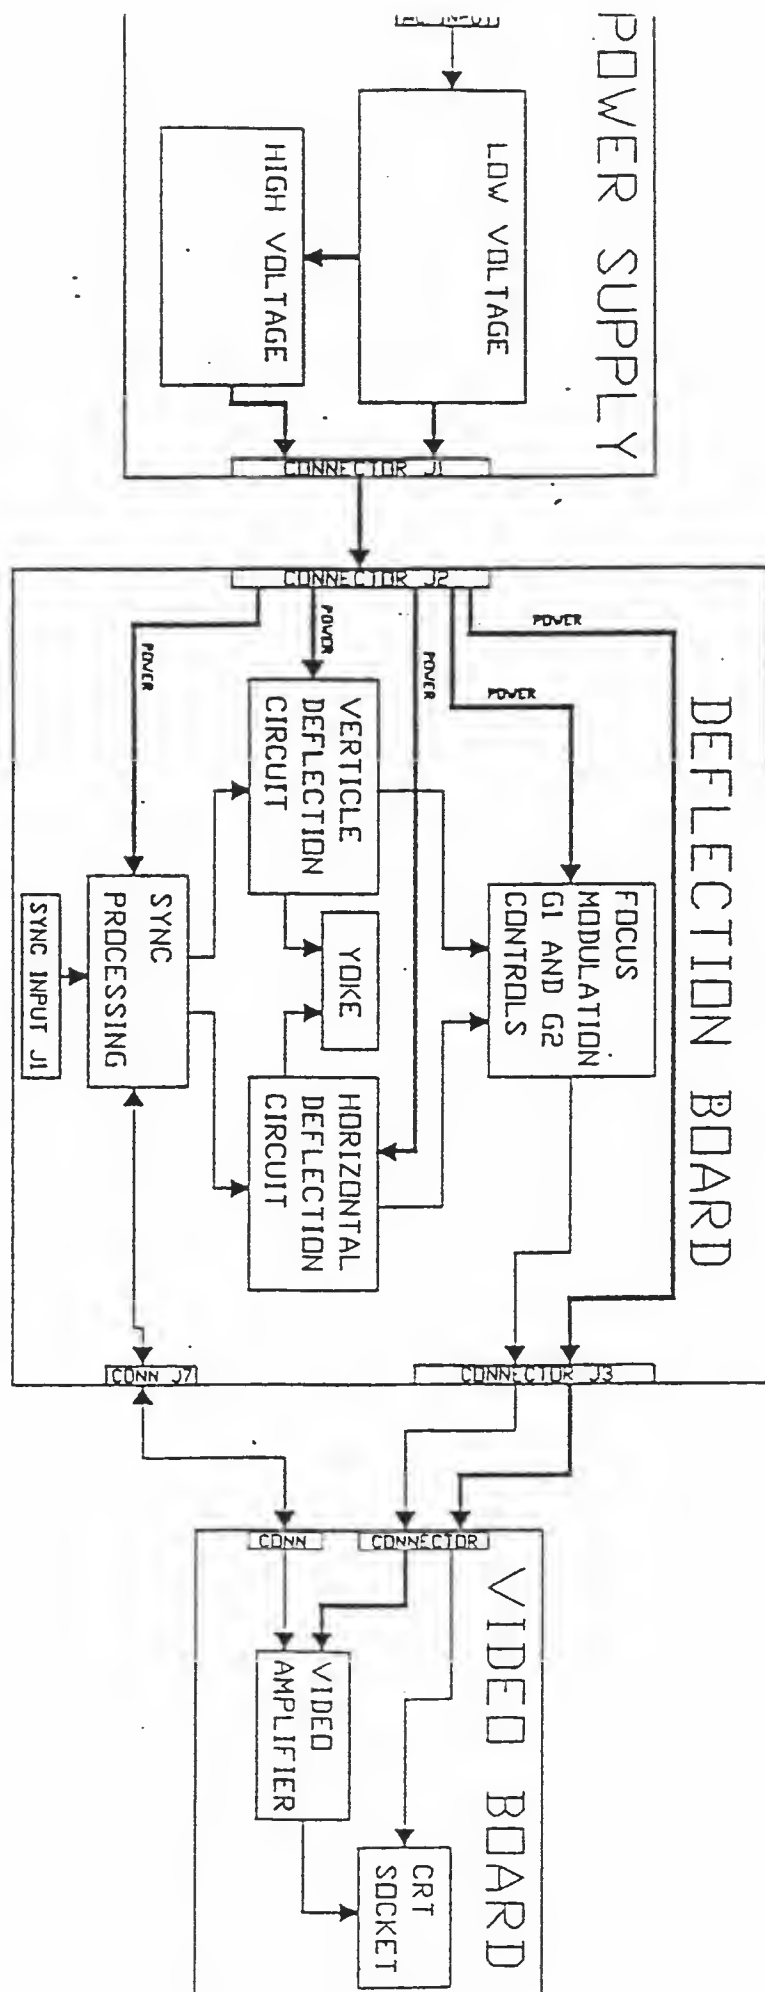 POWER SUPPLY
AC INPUT
LOW VOLTAGE
HIGH VOLTAGE
CONNECTOR J1
DEFLECTION BOARD
CONNECTOR J2
POWER
POWER
POWER
POWER
POWER
FOCUS
MODULATION
G1 AND G2
CONTROLS
VERTICLE
DEFLECTION
CIRCUIT
YOKE
HORIZONTAL
DEFLECTION
CIRCUIT
SYNC
PROCESSING
SYNC INPUT J1
CONNECTOR J3
CONN J7
VIDEO BOARD
CONNECTOR
CONN
VIDEO
AMPLIFIER
CRT
SOCKET